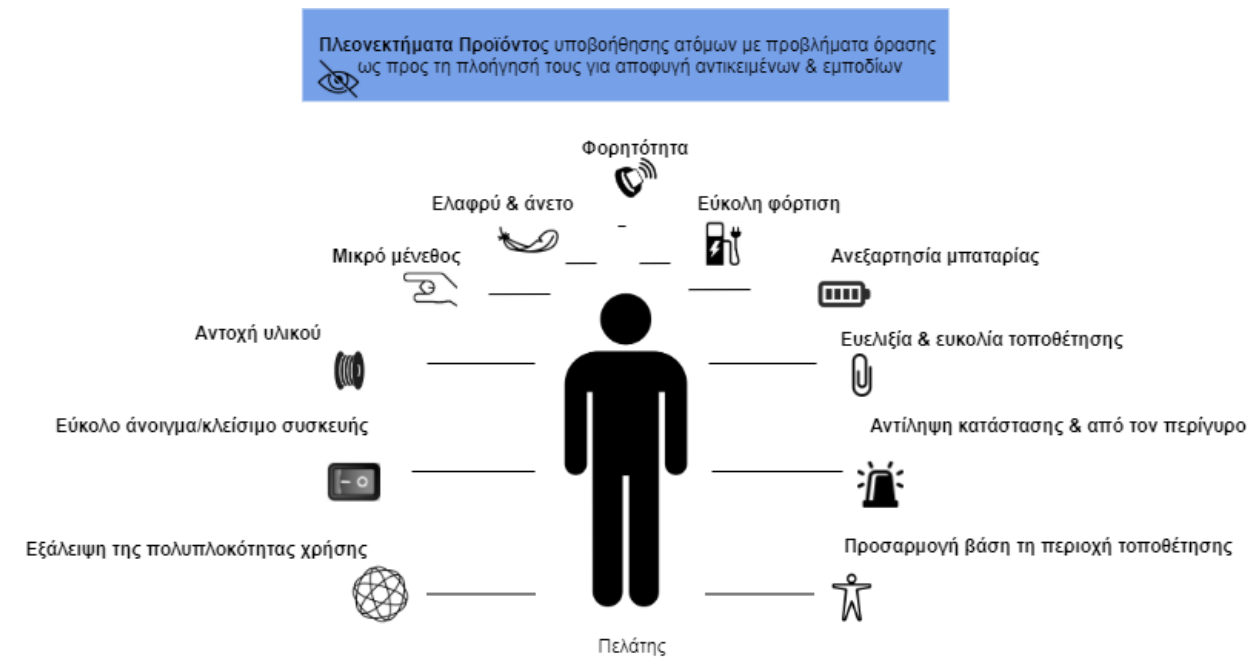 Πλεονεκτήματα Προϊόντος υποβοήθησης ατόμων με προβλήματα όρασης
ως προς τη πλοήγησή τους για αποφυγή αντικειμένων & εμποδίων
Φορητότητα
Ελαφρύ & άνετο
Εύκολη φόρτιση
Μικρό μένεθος
Ανεξαρτησία μπαταρίας
Αντοχή υλικού
Ευελιξία & ευκολία τοποθέτησης
Εύκολο άνοιγμα/κλείσιμο συσκευής
Αντίληψη κατάστασης & από τον περίγυρο
Εξάλειψη της πολυπλοκότητας χρήσης
Προσαρμογή βάση τη περιοχή τοποθέτησης
Πελάτης